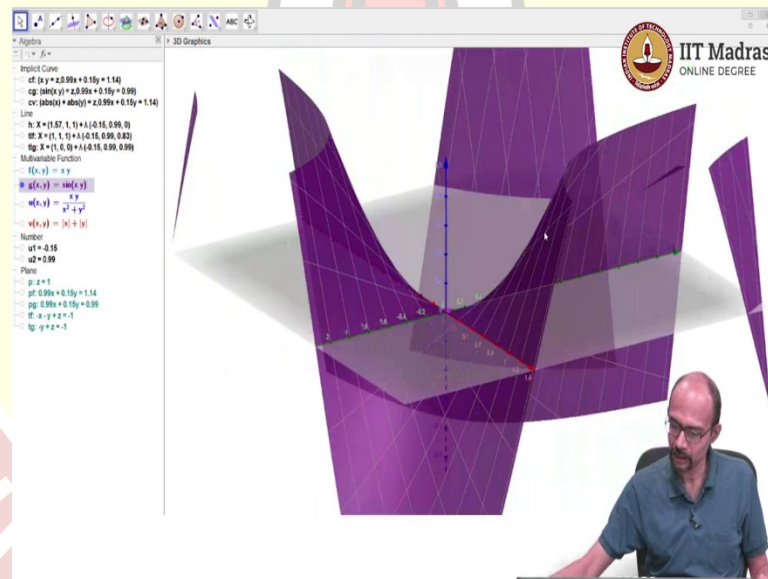 ABC
Algebra
3D Graphics
IIT Madras
ONLINE DEGREE
Implicit Curve
cf: (x y = z,0.99x + 0.15y = 1.14)
cg: (sin(x y) = z,0.99x + 0.15y = 0.99)
cv: (abs(x) + abs(y) = z,0.99x + 0.15y = 1.14)
Line
h: X = (1.57, 1, 1) + λ (-0.15, 0.99, 0)
tlf: X = (1, 1, 1) + λ (-0.15, 0.99, 0.83)
tlg: X = (1, 0, 0) + λ (-0.15, 0.99, 0.99)
Multivariable Function
f(x, y) = x y
g(x, y) = sin(x y)
u(x, y) = x y / x² + y²
v(x, y) = |x| + |y|
Number
u1 = -0.15
u2 = 0.99
Plane
p: z = 1
pf: 0.99x + 0.15y = 1.14
pg: 0.99x + 0.15y = 0.99
tf: -x - y + z = -1
tg: -y + z = -1